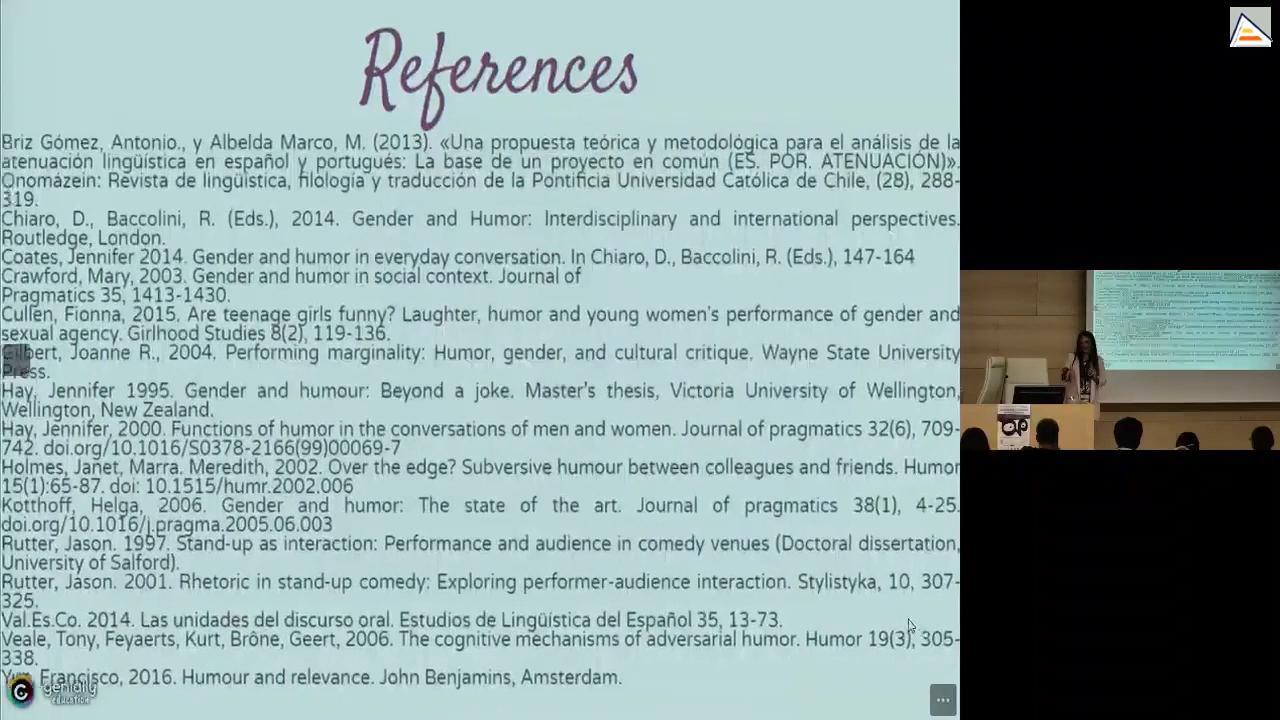 References
Briz Gómez, Antonio., y Albelda Marco, M. (2013). «Una propuesta teórica y metodológica para el análisis de la
atenuación lingüística en español y portugués: La base de un proyecto en común (ES. POR. ATENUACIÓN)».
Onomázein: Revista de lingüística, filología y traducción de la Pontificia Universidad Católica de Chile, (28), 288-
319.
Chiaro, D., Baccolini, R. (Eds.), 2014. Gender and Humor: Interdisciplinary and international perspectives.
Routledge, London.
Coates, Jennifer 2014. Gender and humor in everyday conversation. In Chiaro, D., Baccolini, R. (Eds.), 147-164
Crawford, Mary, 2003. Gender and humor in social context. Journal of
Pragmatics 35, 1413-1430.
Cullen, Fionna, 2015. Are teenage girls funny? Laughter, humor and young women's performance of gender and
sexual agency. Girlhood Studies 8(2), 119-136.
Gilbert, Joanne R., 2004. Performing marginality: Humor, gender, and cultural critique. Wayne State University
Press.
Hay, Jennifer 1995. Gender and humour: Beyond a joke. Master's thesis, Victoria University of Wellington,
Wellington, New Zealand.
Hay, Jennifer, 2000. Functions of humor in the conversations of men and women. Journal of pragmatics 32(6), 709-
742. doi.org/10.1016/S0378-2166(99)00069-7
Holmes, Janet, Marra. Meredith, 2002. Over the edge? Subversive humour between colleagues and friends. Humor
15(1):65-87. doi: 10.1515/humr.2002.006
Kotthoff, Helga, 2006. Gender and humor: The state of the art. Journal of pragmatics 38(1), 4-25.
doi.org/10.1016/j.pragma.2005.06.003
Rutter, Jason. 1997. Stand-up as interaction: Performance and audience in comedy venues (Doctoral dissertation,
University of Salford).
Rutter, Jason. 2001. Rhetoric in stand-up comedy: Exploring performer-audience interaction. Stylistyka, 10, 307-
325.
Val.Es.Co. 2014. Las unidades del discurso oral. Estudios de Lingüística del Español 35, 13-73.
Veale, Tony, Feyaerts, Kurt, Brône, Geert, 2006. The cognitive mechanisms of adversarial humor. Humor 19(3), 305-
338.
Francisco, 2016. Humour and relevance. John Benjamins, Amsterdam.
genially
EDUCATION